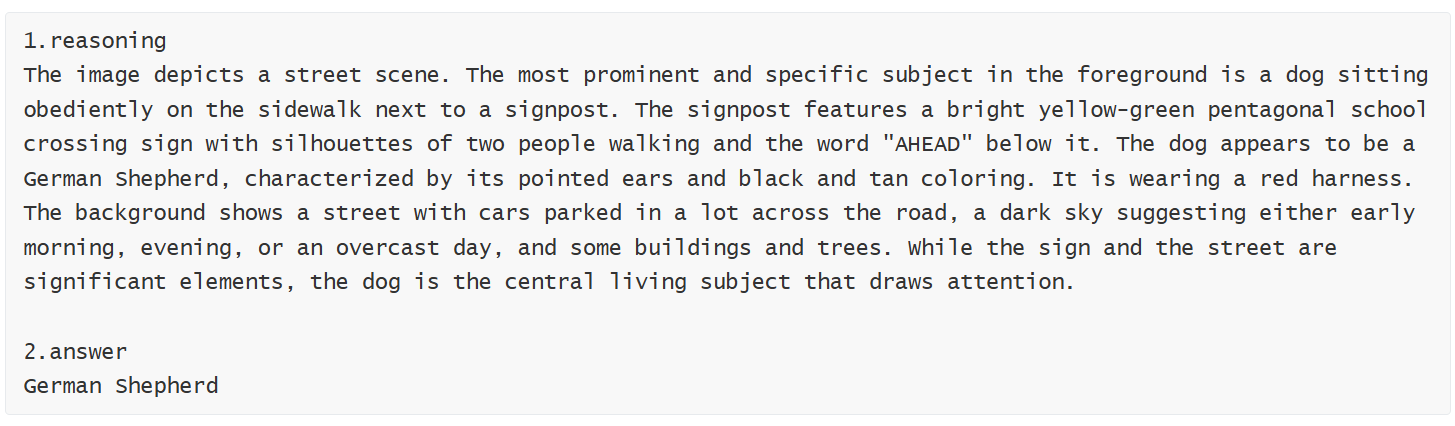 1.reasoning
The image depicts a street scene. The most prominent and specific subject in the foreground is a dog sitting
obediently on the sidewalk next to a signpost. The signpost features a bright yellow-green pentagonal school
crossing sign with silhouettes of two people walking and the word "AHEAD" below it. The dog appears to be a
German Shepherd, characterized by its pointed ears and black and tan coloring. It is wearing a red harness.
The background shows a street with cars parked in a lot across the road, a dark sky suggesting either early
morning, evening, or an overcast day, and some buildings and trees. While the sign and the street are
significant elements, the dog is the central living subject that draws attention.
2.answer
German Shepherd